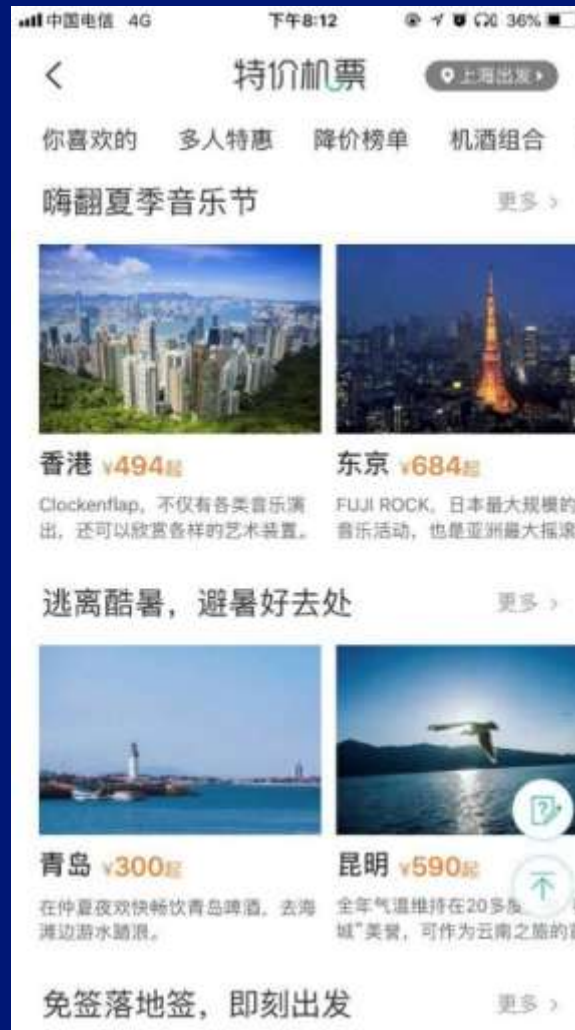 中国电信 4G 下午8:12 36%
特价机票 上海出发
你喜欢的 多人特惠 降价榜单 机酒组合
嗨翻夏季音乐节 更多
香港 ¥494起
Clockenflap，不仅有各类音乐演
出，还可以欣赏各样的艺术装置。
东京 ¥684起
FUJI ROCK，日本最大规模的
音乐活动，也是亚洲最大摇滚
逃离酷暑，避暑好去处 更多
青岛 ¥300起
在仲夏夜欢快畅饮青岛啤酒，去海
滩边游水踏浪。
昆明 ¥590起
全年气温维持在20多度
城”美誉，可作为云南之旅的
免签落地签，即刻出发 更多